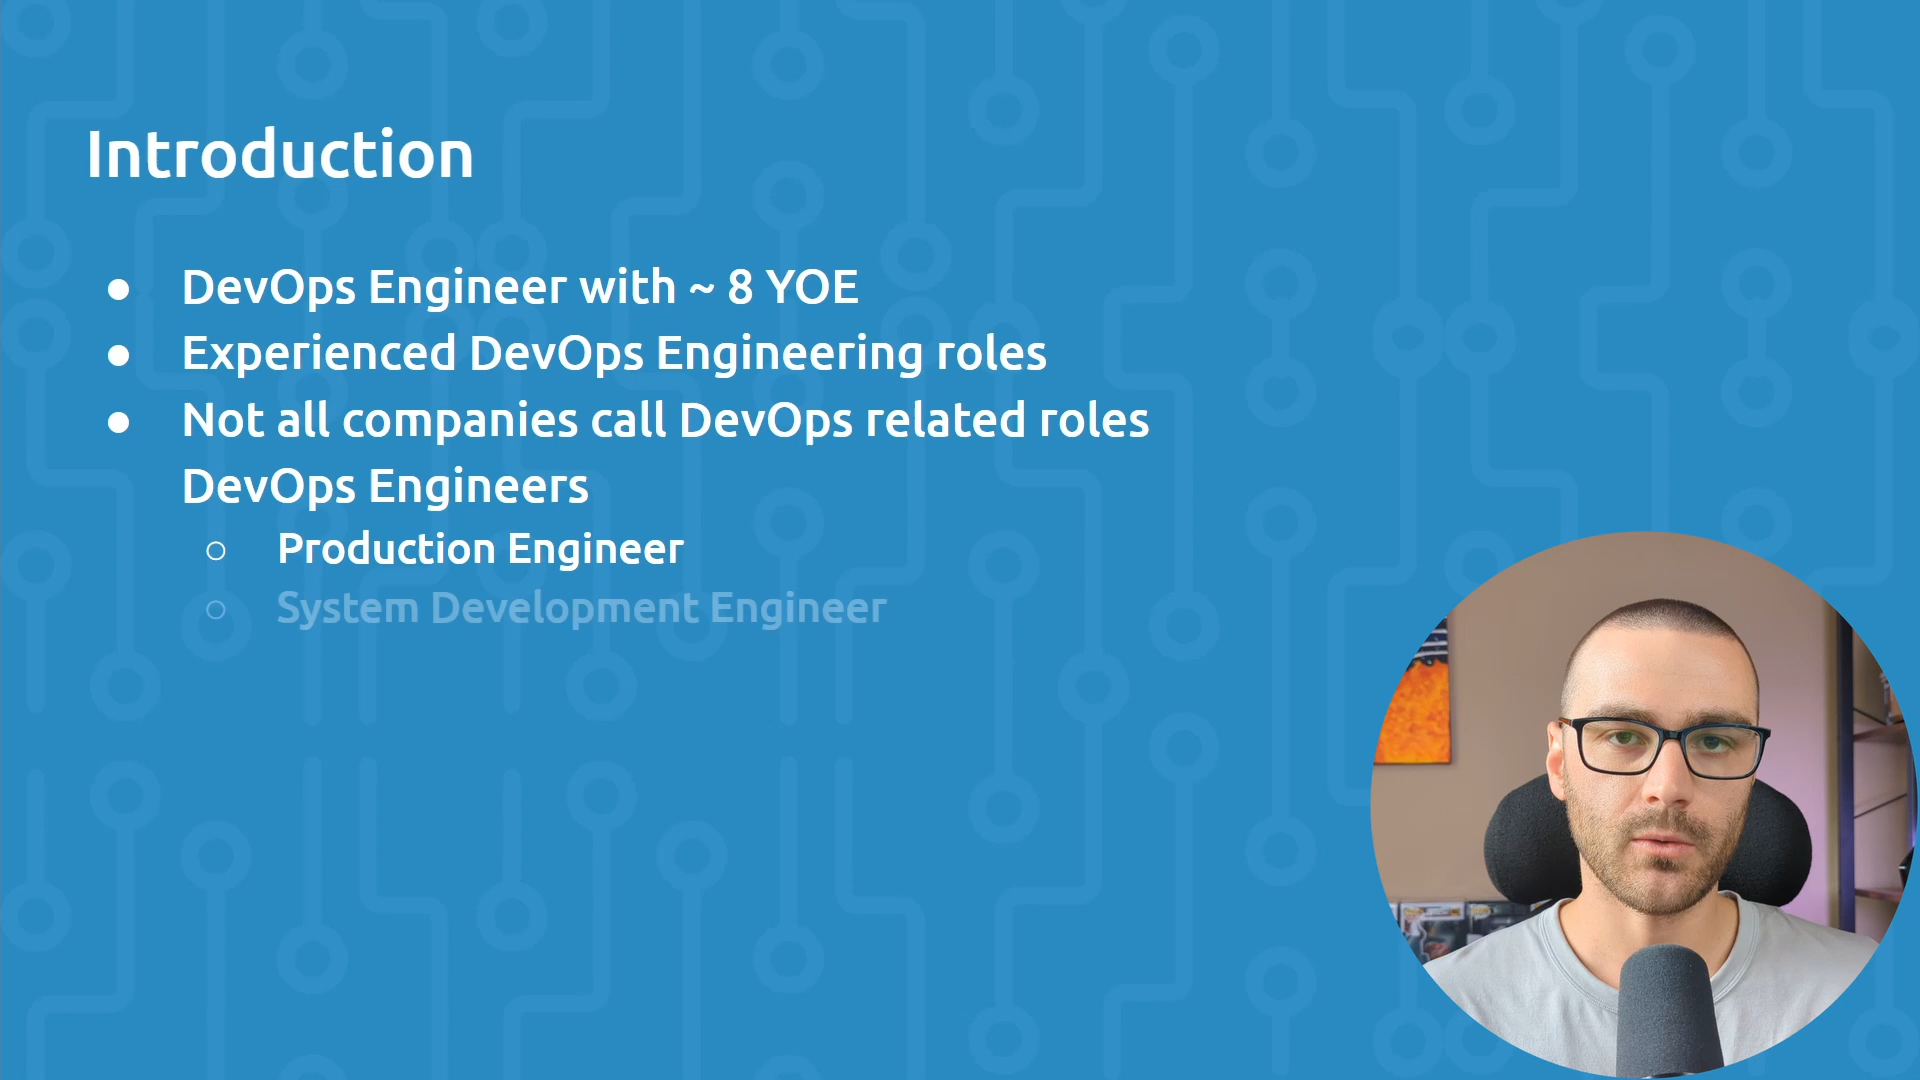 Introduction
● DevOps Engineer with ~ 8 YOE
● Experienced DevOps Engineering roles
● Not all companies call DevOps related roles
DevOps Engineers
○ Production Engineer
○ System Development Engineer